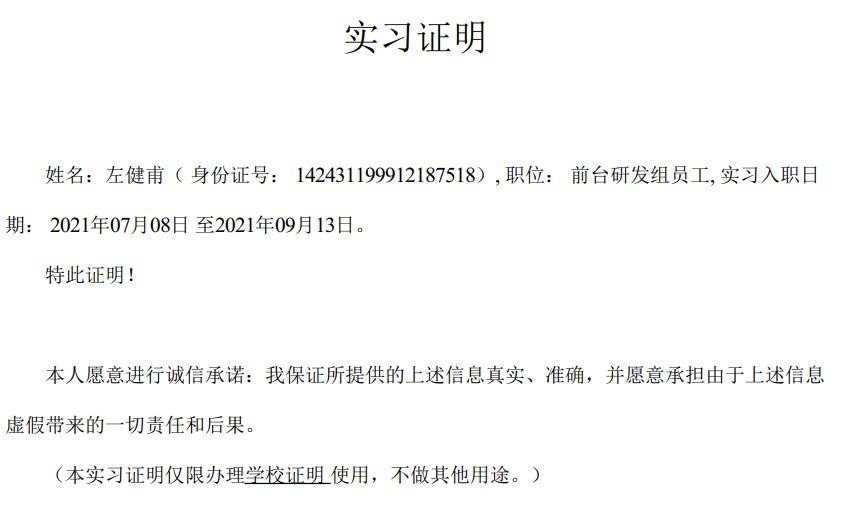 实习证明
姓名：左健甫（ 身份证号： 142431199912187518）, 职位： 前台研发组员工, 实习入职日
期： 2021年07月08日 至2021年09月13日。
特此证明！
本人愿意进行诚信承诺：我保证所提供的上述信息真实、准确，并愿意承担由于上述信息
虚假带来的一切责任和后果。
（本实习证明仅限办理学校证明 使用，不做其他用途。）